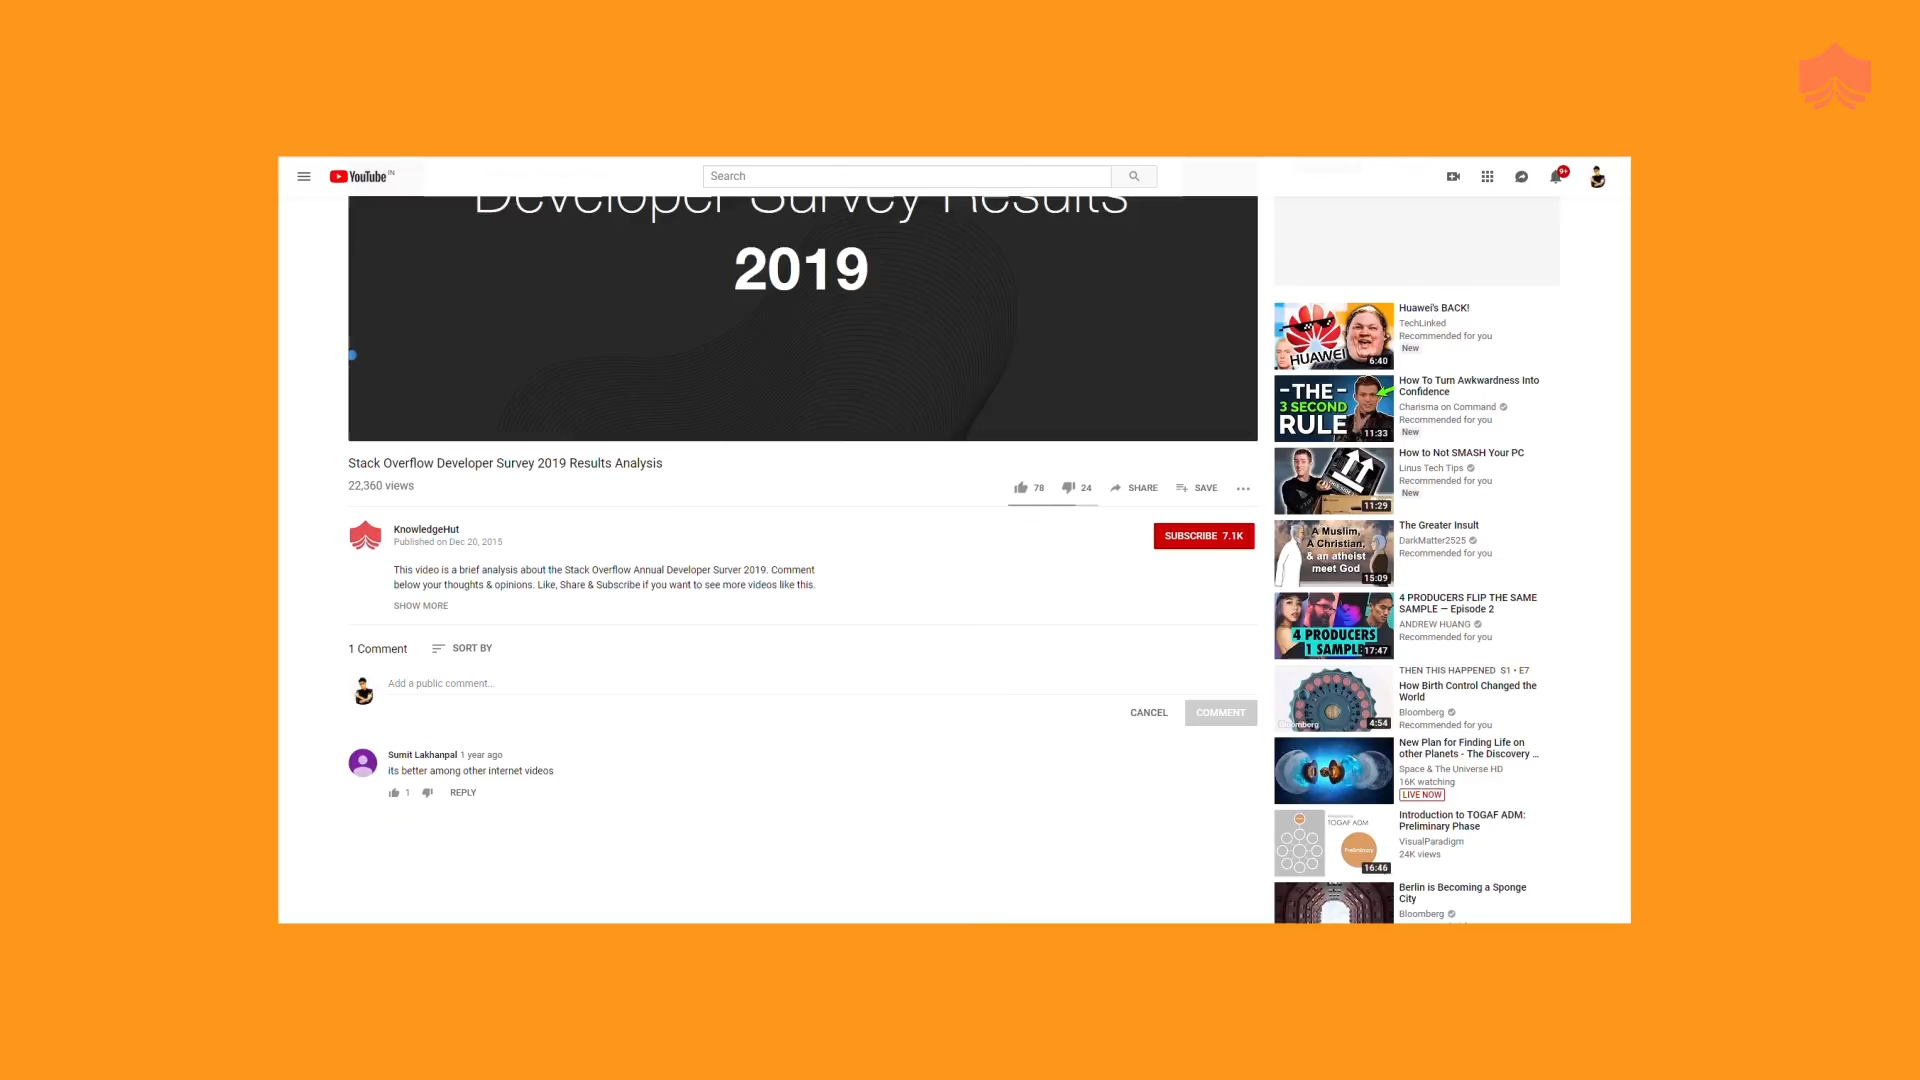 YouTube IN
Search
9+
Developer Survey Results
2019
Stack Overflow Developer Survey 2019 Results Analysis
22,360 views
78
24
SHARE
SAVE
KnowledgeHut
Published on Dec 20, 2015
SUBSCRIBE 7.1K
This video is a brief analysis about the Stack Overflow Annual Developer Surver 2019. Comment
below your thoughts & opinions. Like, Share & Subscribe if you want to see more videos like this.
SHOW MORE
1 Comment
SORT BY
Add a public comment...
CANCEL
COMMENT
Sumit Lakhanpal 1 year ago
its better among other internet videos
1
REPLY
HUAWEI
6:40
Huawei's BACK!
TechLinked
Recommended for you
New
-THE-
3 SECOND
RULE
11:33
How To Turn Awkwardness Into
Confidence
Charisma on Command
Recommended for you
New
11:29
How to Not SMASH Your PC
Linus Tech Tips
Recommended for you
New
A Muslim,
A Christian,
& an atheist
meet God
15:09
The Greater Insult
DarkMatter2525
Recommended for you
4 PRODUCERS
1 SAMPLE
17:47
4 PRODUCERS FLIP THE SAME
SAMPLE — Episode 2
ANDREW HUANG
Recommended for you
Bloomberg
4:54
THEN THIS HAPPENED S1 • E7
How Birth Control Changed the
World
Bloomberg
Recommended for you
New Plan for Finding Life on
other Planets - The Discovery ...
Space & The Universe HD
16K watching
LIVE NOW
TOGAF ADM
Preliminary
16:46
Introduction to TOGAF ADM:
Preliminary Phase
VisualParadigm
24K views
Berlin is Becoming a Sponge
City
Bloomberg